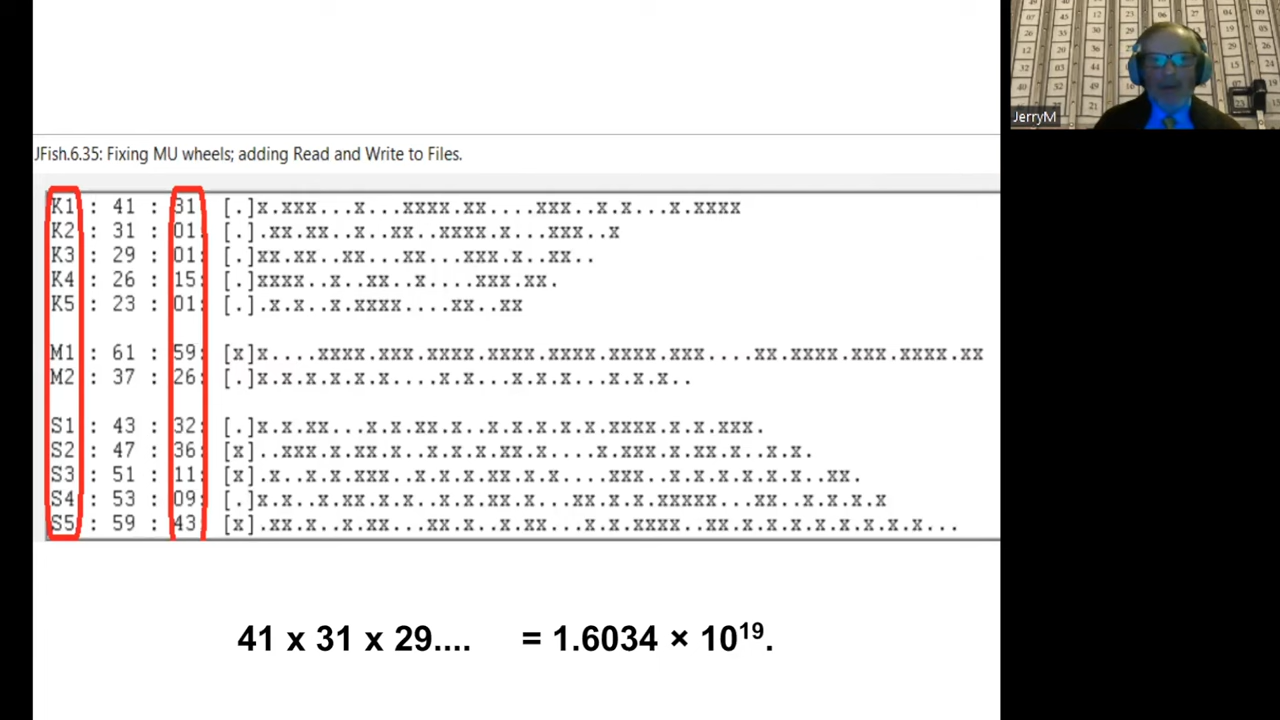 JFish.6.35: Fixing MU wheels; adding Read and Write to Files.
K1 : 41 : 31: [.]x.xxx...x...xxxx.xx....xxx..x.x...x.xxxx
K2 : 31 : 01: [.].xx.xx..x..xx..xxxx.x...xxx..x
K3 : 29 : 01: [.]xx.xx..xx...xx...xxx.x..xx..
K4 : 26 : 15: [.]xxxx..x..xx..x....xxx.xx.
K5 : 23 : 01: [.].x.x..x.xxxx....xx..xx
M1 : 61 : 59: [x]x....xxxx.xxx.xxxx.xxxx.xxxx.xxxx.xxx....xx.xxxx.xxx.xxxx.xx
M2 : 37 : 26: [.]x.x.x.x.x.x....x.x...x.x.x...x.x.x..
S1 : 43 : 32: [.]x.x.xx...x.x.xx.x..x.x.x.x.x.xxxx.x.x.xxx.
S2 : 47 : 36: [x]..xxx.x.xx.x..x.x.x.xx.x....x.xxx.x.xx.x..x.x.
S3 : 51 : 11: [x].x..x.x.xxx..x.x.x.xx.x.x....xxx..x.x.x.x.x..xx.
S4 : 53 : 09: [.]x.x..x.xx.x.x..x.x.xx.x...xx.x.x.xxxxx...xx..x.x.x.x
S5 : 59 : 43: [x].xx.x..x.xx...xx.x..x.xx...x.x.xxxx..xx.x.x.x.x.x.x.x...
41 x 31 x 29.... = 1.6034 × 10¹⁹.
JerryM